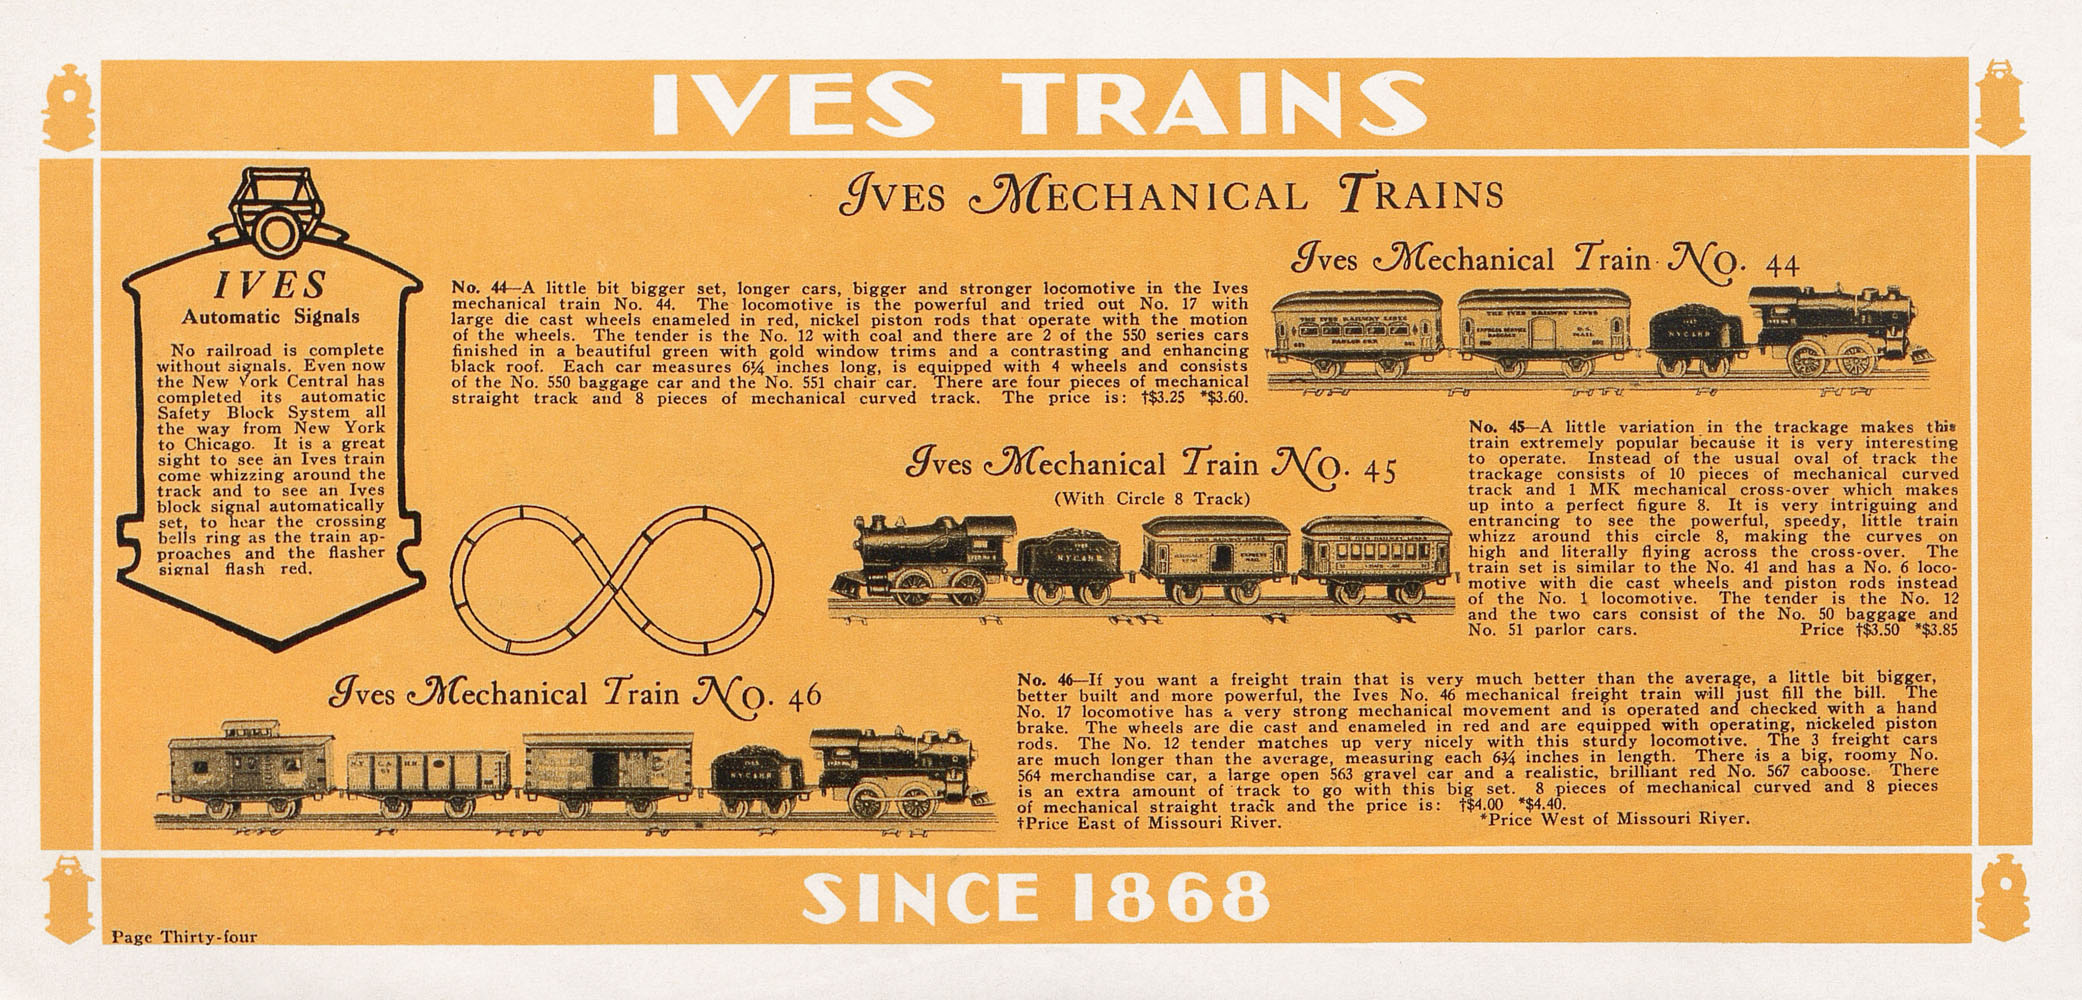 IVES TRAINS
IVES MECHANICAL TRAINS
IVES
Automatic Signals
No railroad is complete
without signals. Even now
the New York Central has
completed its automatic
Safety Block System all
the way from New York
to Chicago. It is a great
sight to see an Ives train
come whizzing around the
track and to see an Ives
block signal automatically
set, to hear the crossing
bells ring as the train ap-
proaches and the flasher
signal flash red.
Ives Mechanical Train No. 44
No. 44—A little bit bigger set, longer cars, bigger and stronger locomotive in the Ives
mechanical train No. 44. The locomotive is the powerful and tried out No. 17 with
large die cast wheels enameled in red, nickel piston rods that operate with the motion
of the wheels. The tender is the No. 12 with coal and there are 2 of the 550 series cars
finished in a beautiful green with gold window trims and a contrasting and enhancing
black roof. Each car measures 6¼ inches long, is equipped with 4 wheels and consists
of the No. 550 baggage car and the No. 551 chair car. There are four pieces of mechanical
straight track and 8 pieces of mechanical curved track. The price is: †$3.25 *$3.60.
THE IVES RAILWAY LINES
PARLOR CAR
THE IVES RAILWAY LINES
EXPRESS SERVICE
BAGGAGE
U.S.
MAIL
N.Y.C.&H.R.
Ives Mechanical Train No. 45
(With Circle 8 Track)
N.Y.C.&H.R.
THE IVES RAILWAY LINES
EXPRESS
MAIL
THE IVES RAILWAY LINES
No. 45—A little variation in the trackage makes this
train extremely popular because it is very interesting
to operate. Instead of the usual oval of track the
trackage consists of 10 pieces of mechanical curved
track and 1 MK mechanical cross-over which makes
up into a perfect figure 8. It is very intriguing and
entrancing to see the powerful, speedy, little train
whizz around this circle 8, making the curves on
high and literally flying across the cross-over. The
train set is similar to the No. 41 and has a No. 6 loco-
motive with die cast wheels and piston rods instead
of the No. 1 locomotive. The tender is the No. 12
and the two cars consist of the No. 50 baggage and
No. 51 parlor cars. Price †$3.50 *$3.85
Ives Mechanical Train No. 46
N.Y.C.&H.R.
N.Y.C.&H.R.
No. 46—If you want a freight train that is very much better than the average, a little bit bigger,
better built and more powerful, the Ives No. 46 mechanical freight train will just fill the bill. The
No. 17 locomotive has a very strong mechanical movement and is operated and checked with a hand
brake. The wheels are die cast and enameled in red and are equipped with operating, nickeled piston
rods. The No. 12 tender matches up very nicely with this sturdy locomotive. The 3 freight cars
are much longer than the average, measuring each 6¾ inches in length. There is a big, roomy No.
564 merchandise car, a large open 563 gravel car and a realistic, brilliant red No. 567 caboose. There
is an extra amount of track to go with this big set. 8 pieces of mechanical curved and 8 pieces
of mechanical straight track and the price is: †$4.00 *$4.40.
†Price East of Missouri River. *Price West of Missouri River.
SINCE 1868
Page Thirty-four